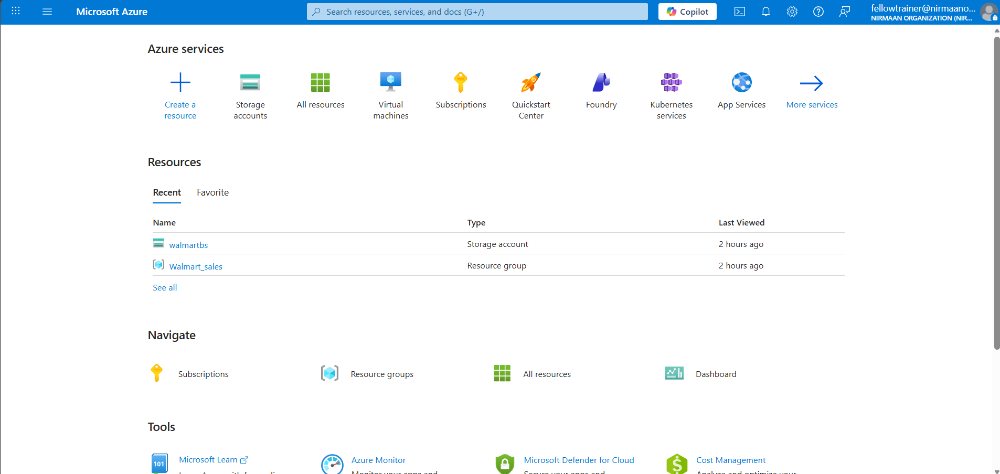 Microsoft Azure
Search resources, services, and docs (G+/)
Copilot
fellowtrainer@nirmaano...
NIRMAAN ORGANIZATION (NIR...
Azure services
Create a
resource
Storage
accounts
All resources
Virtual
machines
Subscriptions
Quickstart
Center
Foundry
Kubernetes
services
App Services
More services
Resources
Recent
Favorite
Name
Type
Last Viewed
walmartbs
Storage account
2 hours ago
Walmart_sales
Resource group
2 hours ago
See all
Navigate
Subscriptions
Resource groups
All resources
Dashboard
Tools
101
Microsoft Learn
Azure Monitor
Monitor your apps and
Microsoft Defender for Cloud
Secure your apps and
Cost Management
Analyze and optimize your